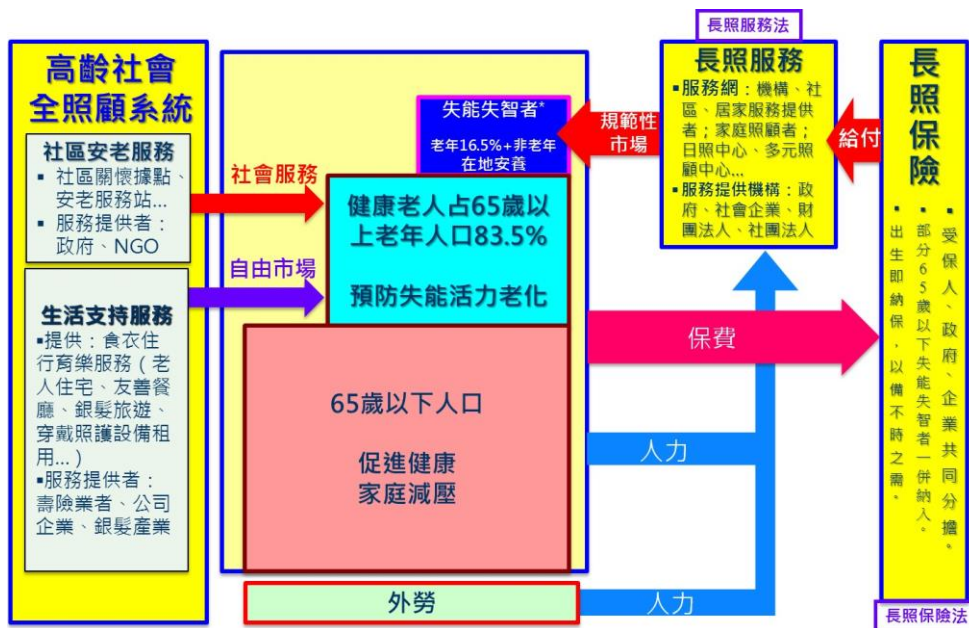 高齡社會
全照顧系統
社區安老服務
▪ 社區關懷據點、
安老服務站...
▪ 服務提供者：
政府、NGO
生活支持服務
▪提供：食衣住
行育樂服務（老
人住宅、友善餐
廳、銀髮旅遊、
穿戴照護設備租
用...）
▪服務提供者：
壽險業者、公司
企業、銀髮產業
社會服務
自由市場
失能失智者*
老年16.5%+非老年
在地安養
健康老人占65歲以
上老年人口83.5%
預防失能活力老化
65歲以下人口
促進健康
家庭減壓
外勞
規範性
市場
長照服務法
長照服務
▪服務網：機構、社
區、居家服務提供
者；家庭照顧者；
日照中心、多元照
顧中心...
▪服務提供機構：政
府、社會企業、財
團法人、社團法人
給付
保費
人力
人力
長照保險
▪受保人、政府、企業共同分擔。
▪部分65歲以下失能失智者一併納入。
▪出生即納保，以備不時之需。
長照保險法